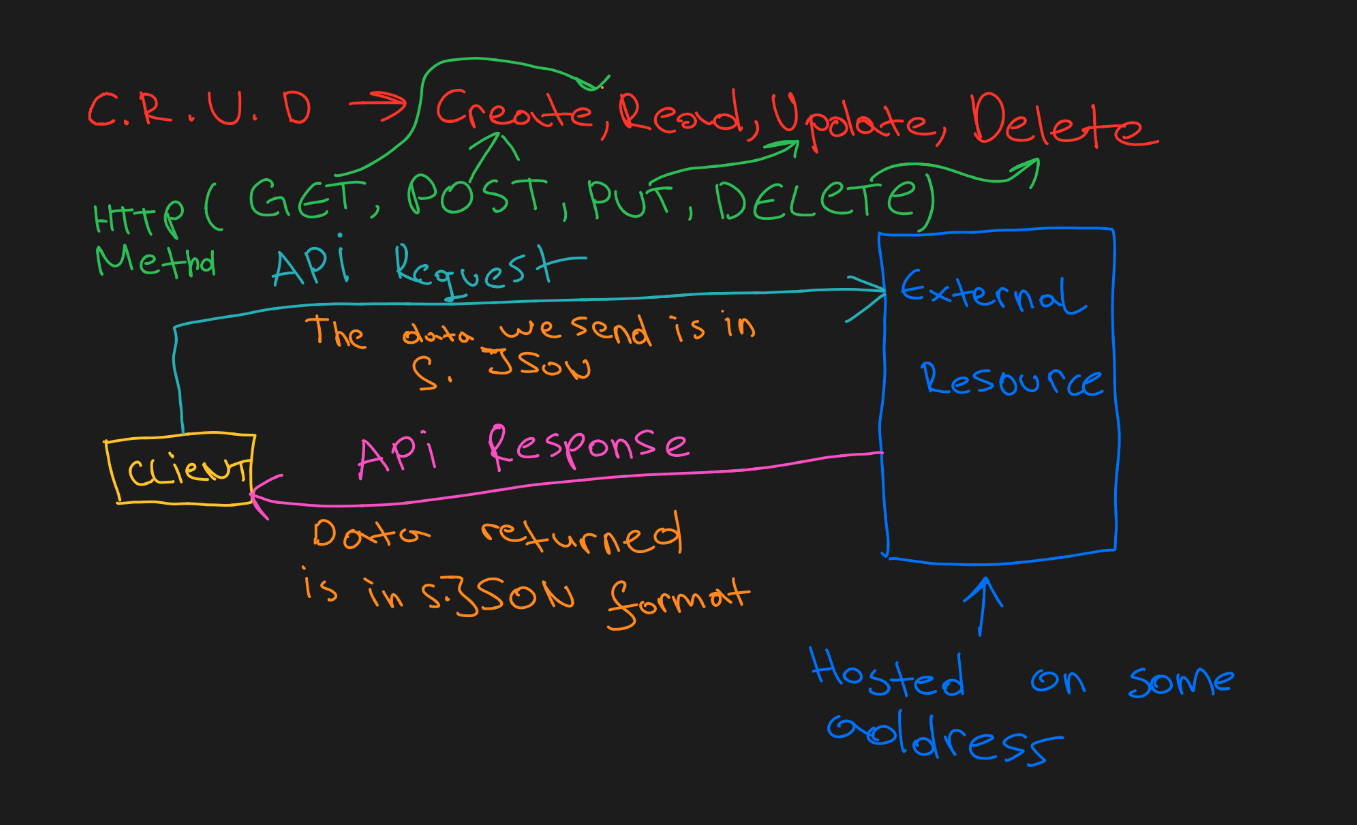 C.R.U.D → Create, Read, Update, Delete
HTTP (GET, POST, PUT, DELETE)
Methd
API Request
The data we send is in
S. JSON
External
Resource
CLIENT
API Response
Data returned
is in S.JSON format
Hosted on some
address